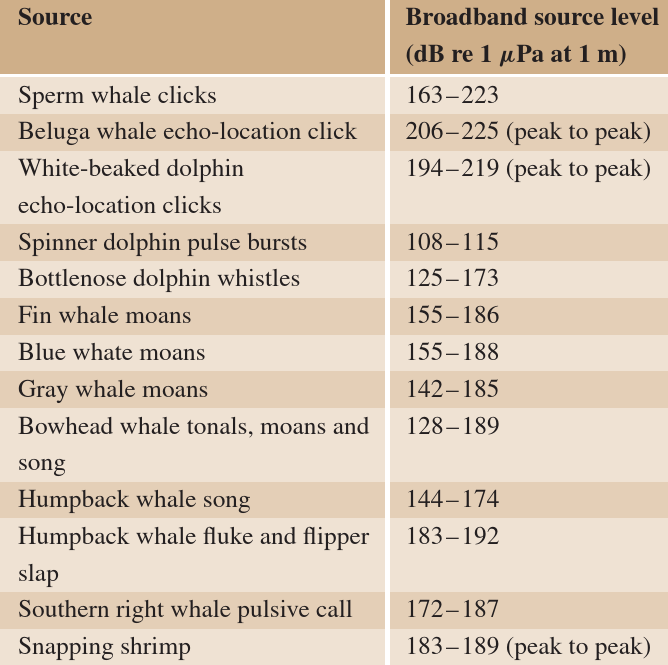 Source Broadband source level
(dB re 1 μPa at 1 m)
Sperm whale clicks 163–223
Beluga whale echo-location click 206–225 (peak to peak)
White-beaked dolphin 194–219 (peak to peak)
echo-location clicks
Spinner dolphin pulse bursts 108–115
Bottlenose dolphin whistles 125–173
Fin whale moans 155–186
Blue whate moans 155–188
Gray whale moans 142–185
Bowhead whale tonals, moans and 128–189
song
Humpback whale song 144–174
Humpback whale fluke and flipper 183–192
slap
Southern right whale pulsive call 172–187
Snapping shrimp 183–189 (peak to peak)